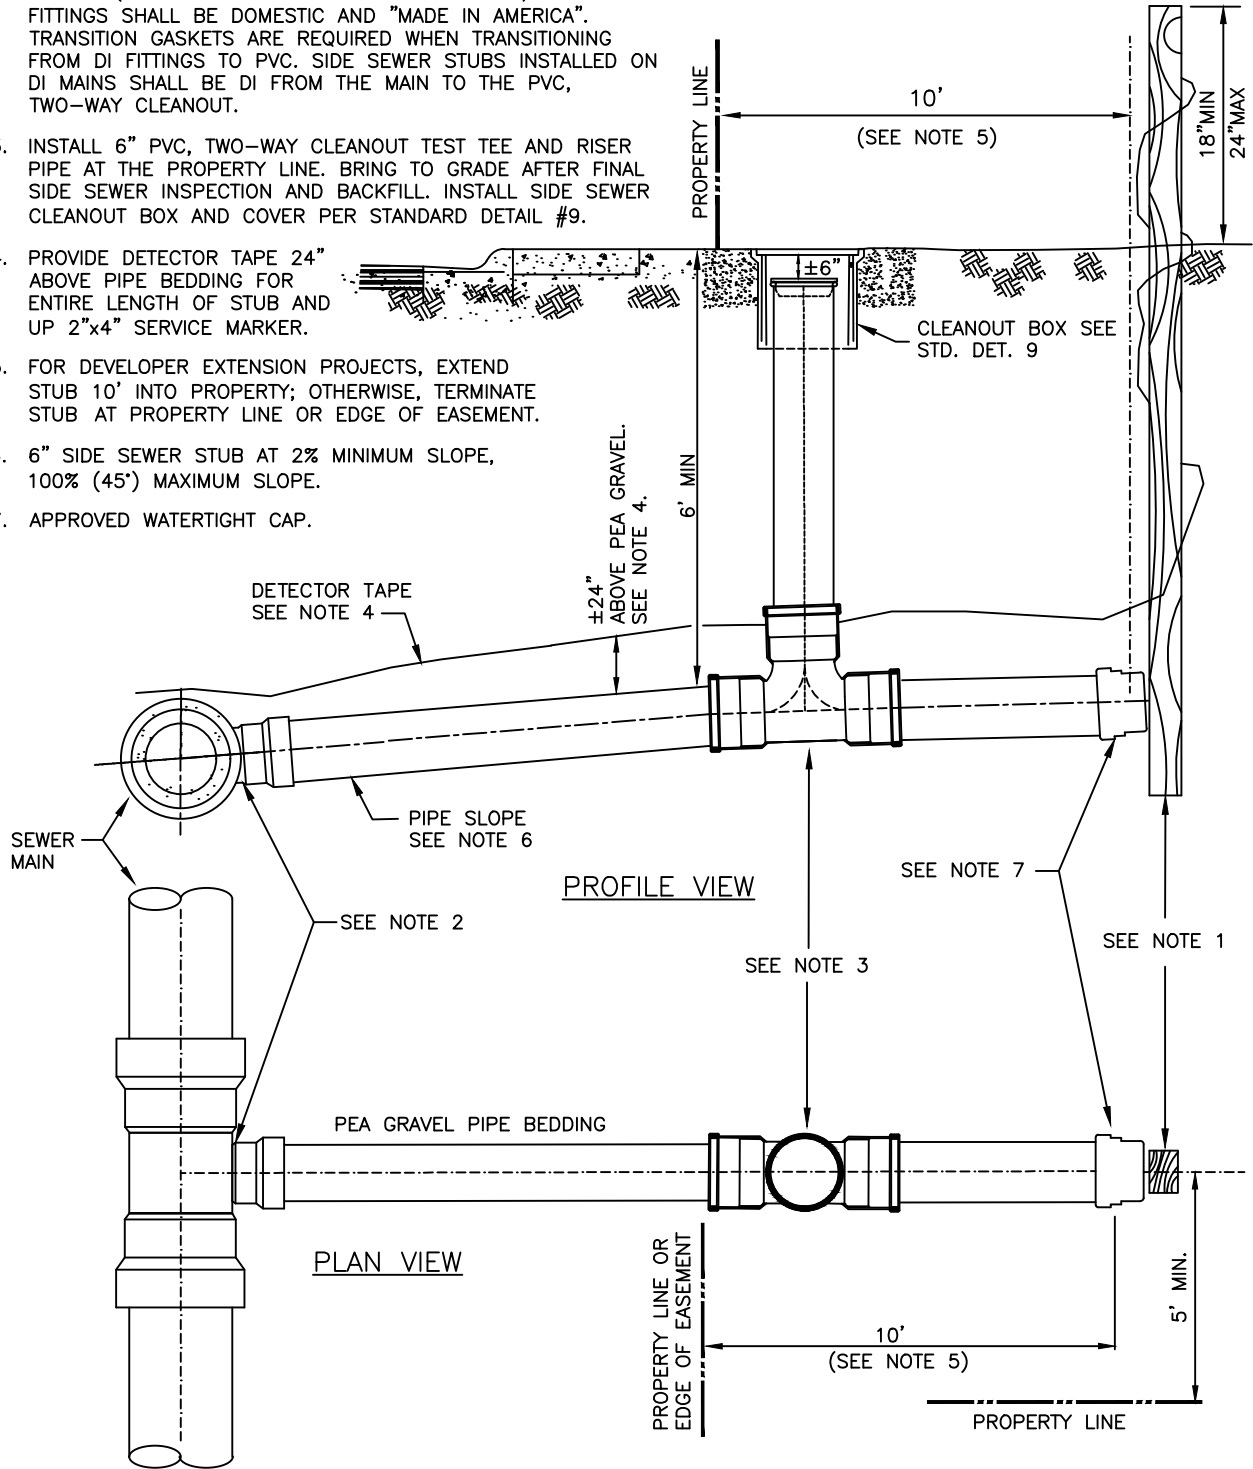 FITTINGS SHALL BE DOMESTIC AND "MADE IN AMERICA".
TRANSITION GASKETS ARE REQUIRED WHEN TRANSITIONING
FROM DI FITTINGS TO PVC. SIDE SEWER STUBS INSTALLED ON
DI MAINS SHALL BE DI FROM THE MAIN TO THE PVC,
TWO-WAY CLEANOUT.
INSTALL 6" PVC, TWO-WAY CLEANOUT TEST TEE AND RISER
PIPE AT THE PROPERTY LINE. BRING TO GRADE AFTER FINAL
SIDE SEWER INSPECTION AND BACKFILL. INSTALL SIDE SEWER
CLEANOUT BOX AND COVER PER STANDARD DETAIL #9.
PROVIDE DETECTOR TAPE 24"
ABOVE PIPE BEDDING FOR
ENTIRE LENGTH OF STUB AND
UP 2"x4" SERVICE MARKER.
FOR DEVELOPER EXTENSION PROJECTS, EXTEND
STUB 10' INTO PROPERTY; OTHERWISE, TERMINATE
STUB AT PROPERTY LINE OR EDGE OF EASEMENT.
6" SIDE SEWER STUB AT 2% MINIMUM SLOPE,
100% (45°) MAXIMUM SLOPE.
APPROVED WATERTIGHT CAP.
PROPERTY LINE
10'
(SEE NOTE 5)
18"MIN
24"MAX
±6"
CLEANOUT BOX SEE
STD. DET. 9
6' MIN
±24"
ABOVE PEA GRAVEL.
SEE NOTE 4.
DETECTOR TAPE
SEE NOTE 4
PIPE SLOPE
SEE NOTE 6
SEWER
MAIN
PROFILE VIEW
SEE NOTE 7
SEE NOTE 2
SEE NOTE 1
SEE NOTE 3
PEA GRAVEL PIPE BEDDING
PLAN VIEW
PROPERTY LINE OR
EDGE OF EASEMENT
10'
(SEE NOTE 5)
5' MIN.
PROPERTY LINE